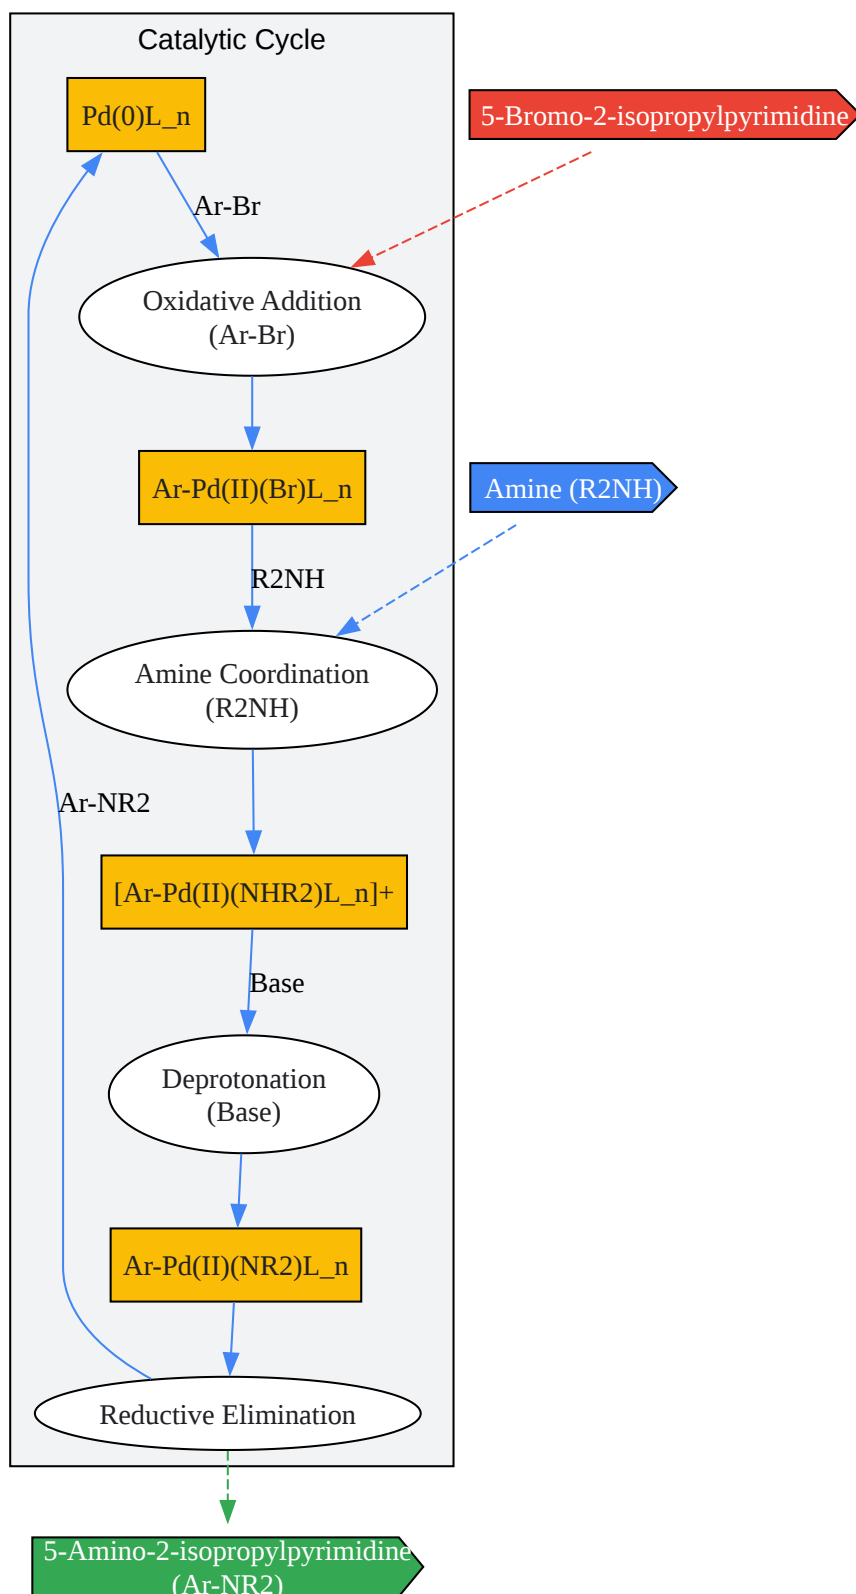 Catalytic Cycle
Pd(0)L_n
5-Bromo-2-isopropylpyrimidine
Ar-Br
Oxidative Addition
(Ar-Br)
Ar-Pd(II)(Br)L_n
Amine (R2NH)
R2NH
Amine Coordination
(R2NH)
Ar-NR2
[Ar-Pd(II)(NHR2)L_n]+
Base
Deprotonation
(Base)
Ar-Pd(II)(NR2)L_n
Reductive Elimination
5-Amino-2-isopropylpyrimidine
(Ar-NR2)